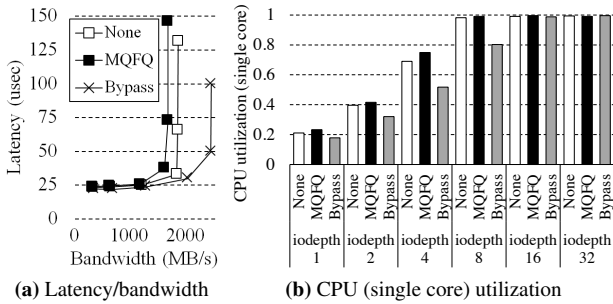 150
125
100
75
50
25
0
Latency (usec)
None
MQFQ
Bypass
0
1000
2000
Bandwidth (MB/s)
(a) Latency/bandwidth
CPU utilization (single core)
1
0.8
0.6
0.4
0.2
0
None
MQFQ
Bypass
None
MQFQ
Bypass
None
MQFQ
Bypass
None
MQFQ
Bypass
None
MQFQ
Bypass
None
MQFQ
Bypass
iodepth iodepth iodepth iodepth iodepth iodepth
1 2 4 8 16 32
(b) CPU (single core) utilization